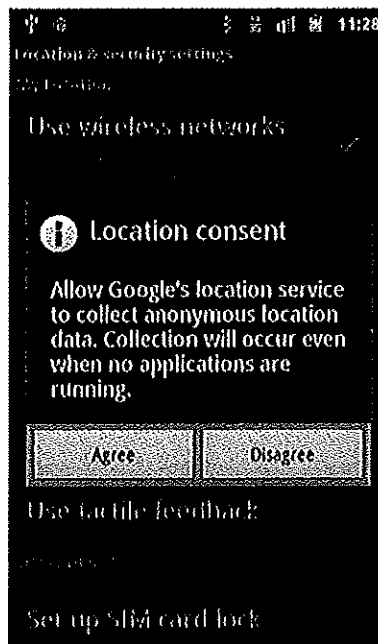 11:28
Location & security settings
My Location
Use wireless networks
Location consent
Allow Google's location service
to collect anonymous location
data. Collection will occur even
when no applications are
running.
Agree
Disagree
Use tactile feedback
Set up SIM card lock